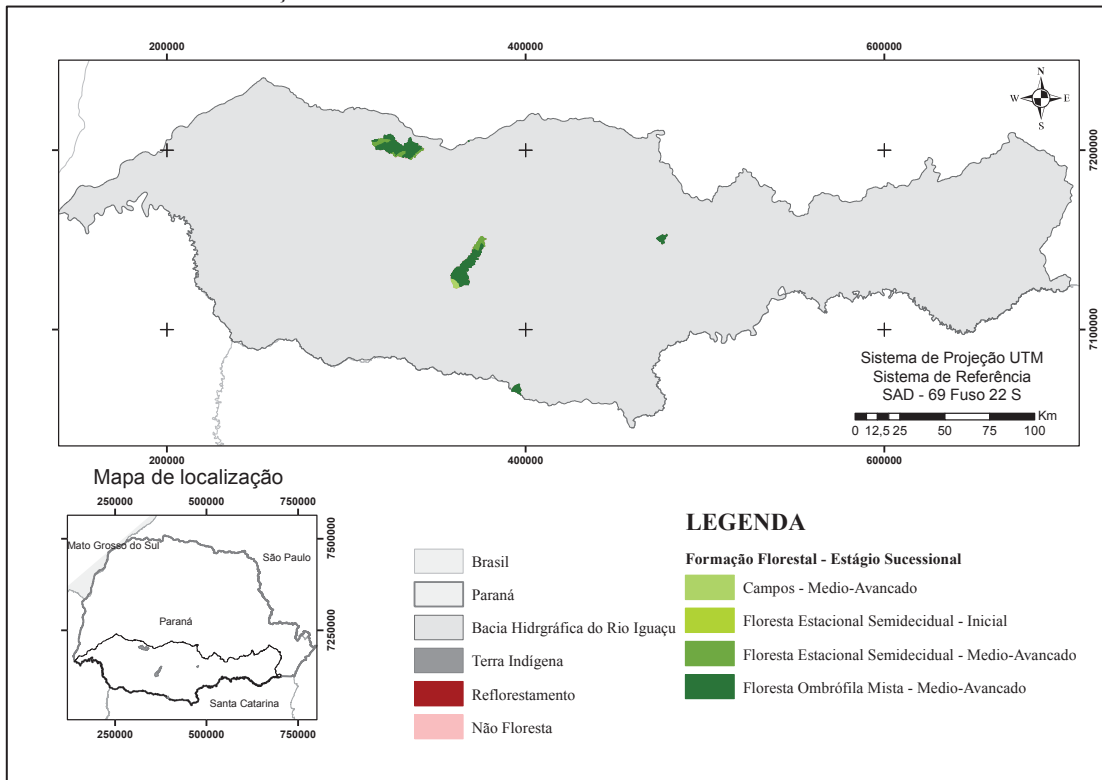 200000 400000 600000
N
W E
S
7200000
7100000
Sistema de Projeção UTM
Sistema de Referência
SAD - 69 Fuso 22 S
Km
0 12,5 25 50 75 100
200000 400000 600000
Mapa de localização
250000 500000 750000
Mato Grosso do Sul
São Paulo
Paraná
Santa Catarina
7500000
7250000
250000 500000 750000
Brasil
Paraná
Bacia Hidrgráfica do Rio Iguaçu
Terra Indígena
Reflorestamento
Não Floresta
LEGENDA
Formação Florestal - Estágio Sucessional
Campos - Medio-Avancado
Floresta Estacional Semidecidual - Inicial
Floresta Estacional Semidecidual - Medio-Avancado
Floresta Ombrófila Mista - Medio-Avancado